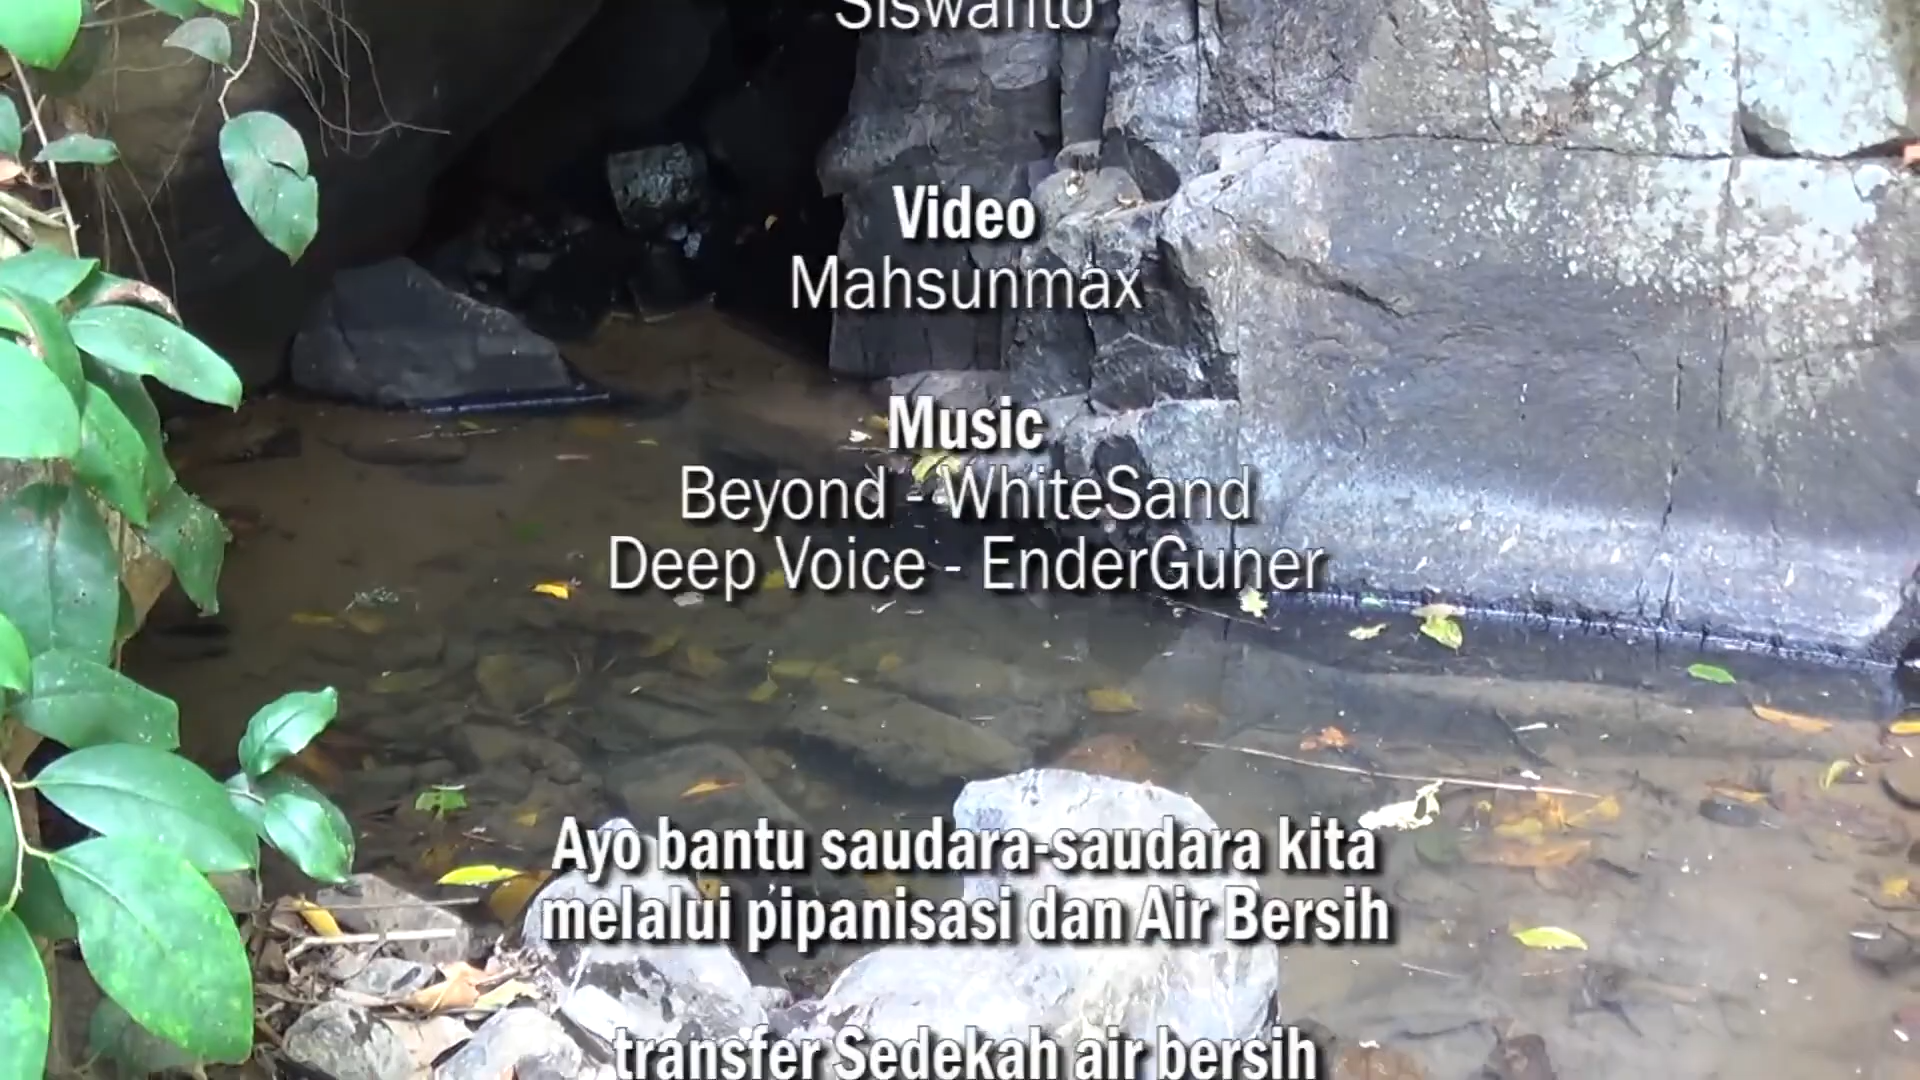 Siswanto
Video
Mahsunmax
Music
Beyond - WhiteSand
Deep Voice - EnderGuner
Ayo bantu saudara-saudara kita
melalui pipanisasi dan Air Bersih
transfer Sedekah air bersih